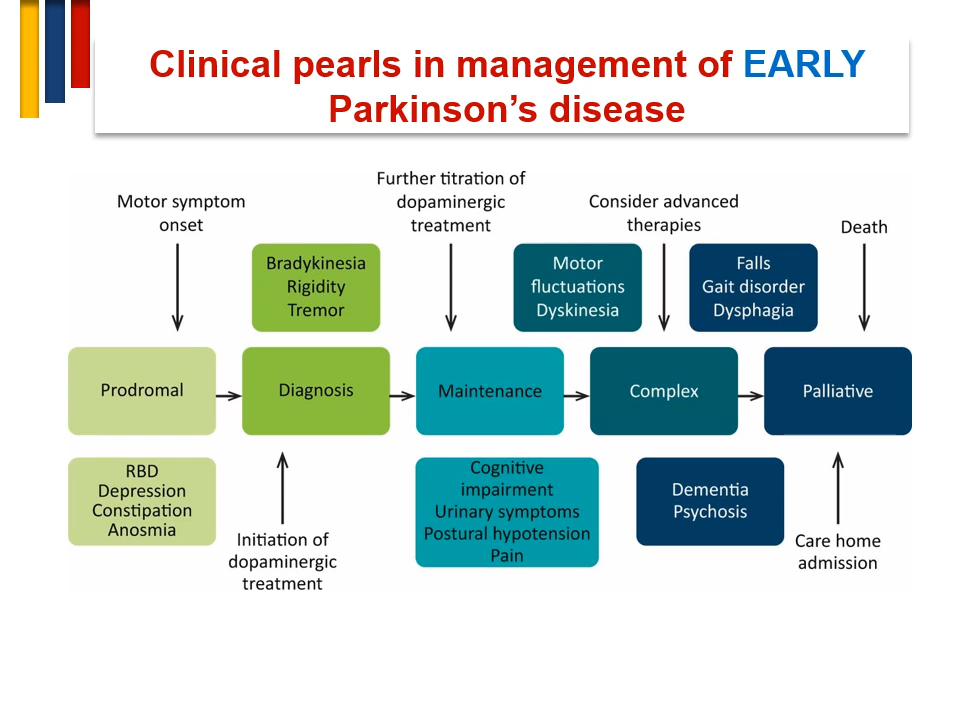 Clinical pearls in management of EARLY
Parkinson’s disease
Motor symptom
onset
Further titration of
dopaminergic
treatment
Consider advanced
therapies
Death
Bradykinesia
Rigidity
Tremor
Motor
fluctuations
Dyskinesia
Falls
Gait disorder
Dysphagia
Prodromal
Diagnosis
Maintenance
Complex
Palliative
RBD
Depression
Constipation
Anosmia
Initiation of
dopaminergic
treatment
Cognitive
impairment
Urinary symptoms
Postural hypotension
Pain
Dementia
Psychosis
Care home
admission